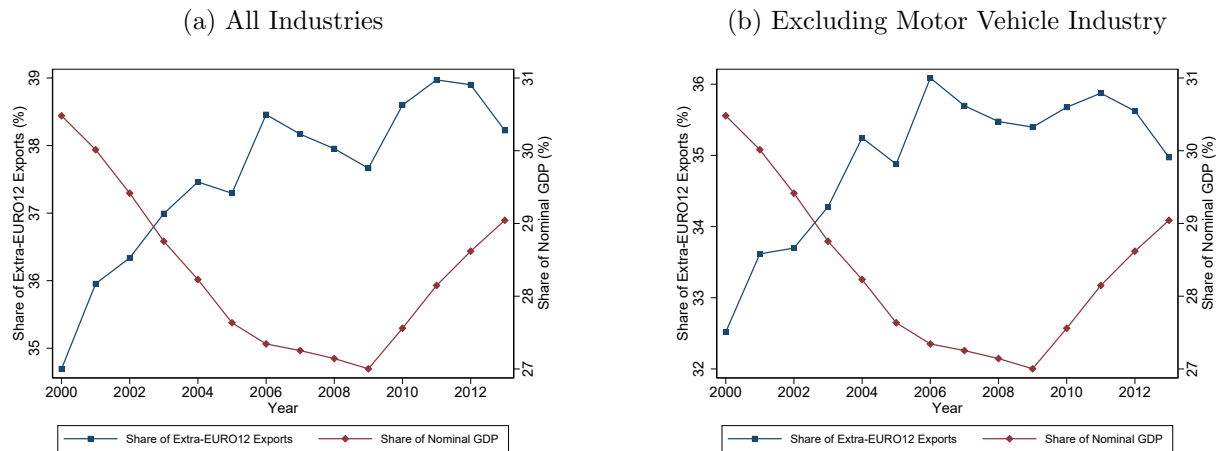 (a) All Industries
Share of Extra-EURO12 Exports (%)
39
38
37
36
35
31
30
29
28
27
Share of Nominal GDP (%)
2000 2002 2004 2006 2008 2010 2012
Year
Share of Extra-EURO12 Exports Share of Nominal GDP
(b) Excluding Motor Vehicle Industry
Share of Extra-EURO12 Exports (%)
36
35
34
33
32
31
30
29
28
27
Share of Nominal GDP (%)
2000 2002 2004 2006 2008 2010 2012
Year
Share of Extra-EURO12 Exports Share of Nominal GDP